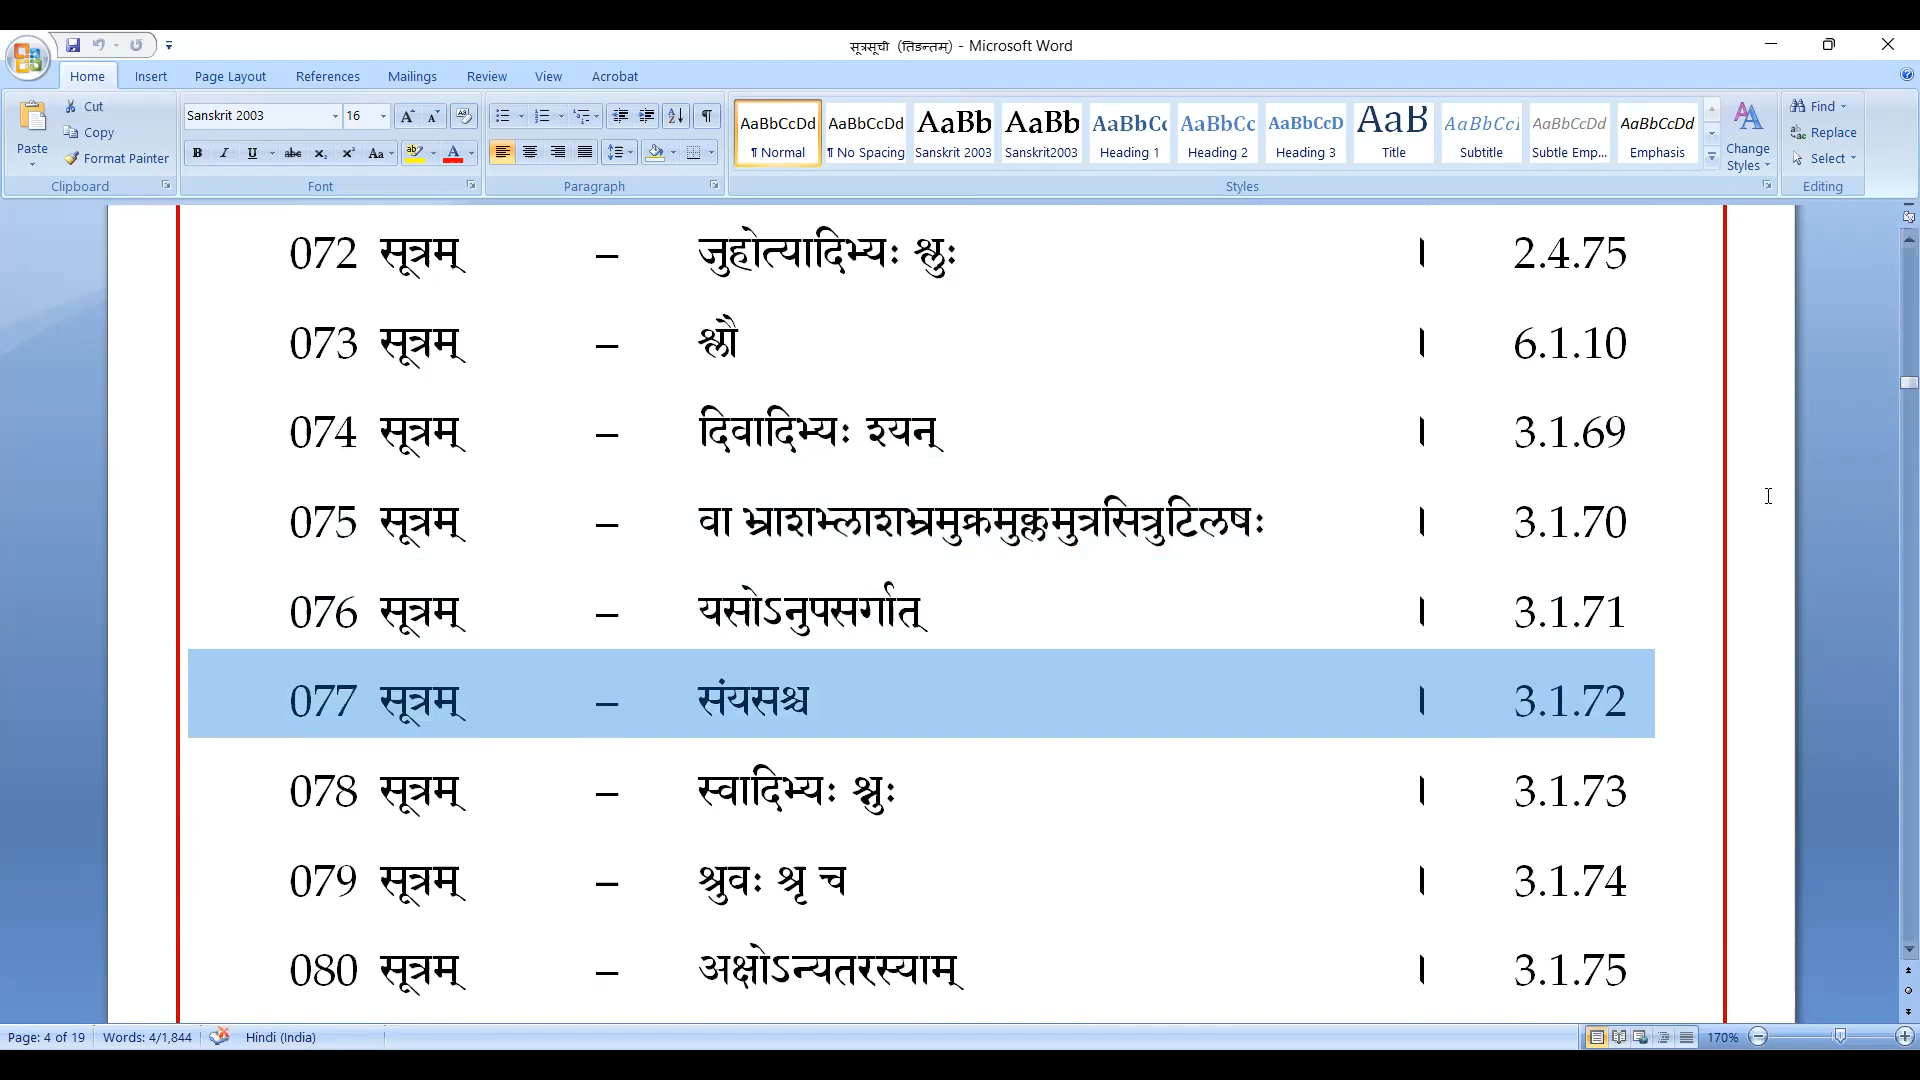 सूत्रसूची (तिङन्तम्) - Microsoft Word
Home Insert Page Layout References Mailings Review View Acrobat
Paste Cut Copy Format Painter Clipboard
Sanskrit 2003 16 Font
Paragraph
AaBbCcDd ¶ Normal
AaBbCcDd ¶ No Spacing
AaBb Sanskrit 2003
AaBb Sanskrit2003
AaBbCc Heading 1
AaBbCc Heading 2
AaBbCcD Heading 3
AaB Title
AaBbCcI Subtitle
AaBbCcDd Subtle Emp...
AaBbCcDd Emphasis
Change Styles
Styles
Find Replace Select Editing
072 सूत्रम् – जुहोत्यादिभ्यः श्लुः । 2.4.75
073 सूत्रम् – श्लौ । 6.1.10
074 सूत्रम् – दिवादिभ्यः श्यन् । 3.1.69
075 सूत्रम् – वा भ्राशभ्लाशभ्रमुक्रमुक्लमुत्रसित्रुटिलषः । 3.1.70
076 सूत्रम् – यसोऽनुपसर्गात् । 3.1.71
077 सूत्रम् – संयसश्च । 3.1.72
078 सूत्रम् – स्वादिभ्यः श्नुः । 3.1.73
079 सूत्रम् – श्रुवः श्रृ च । 3.1.74
080 सूत्रम् – अक्षोऽन्यतरस्याम् । 3.1.75
Page: 4 of 19 Words: 4/1,844 Hindi (India) 170%